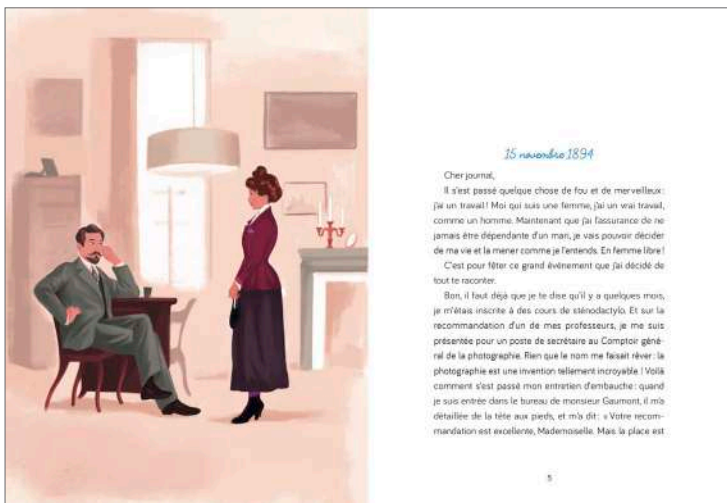 15 novembre 1894
Cher journal,
Il s'est passé quelque chose de fou et de merveilleux :
j'ai un travail ! Moi qui suis une femme, j'ai un vrai travail,
comme un homme. Maintenant que j'ai l'assurance de ne
jamais être dépendante d'un mari, je vais pouvoir décider
de ma vie et la mener comme je l'entends. En femme libre !
C'est pour fêter ce grand événement que j'ai décidé de
tout te raconter.
Bon, il faut déjà que je te dise qu'il y a quelques mois,
je m'étais inscrite à des cours de sténodactylo. Et sur la
recommandation d'un de mes professeurs, je me suis
présentée pour un poste de secrétaire au Comptoir géné-
ral de la photographie. Rien que le nom me faisait rêver : la
photographie est une invention tellement incroyable ! Voilà
comment s'est passé mon entretien d'embauche : quand
je suis entrée dans le bureau de monsieur Gaumont, il m'a
détaillée de la tête aux pieds, et m'a dit : « Votre recom-
mandation est excellente, Mademoiselle. Mais la place est
5